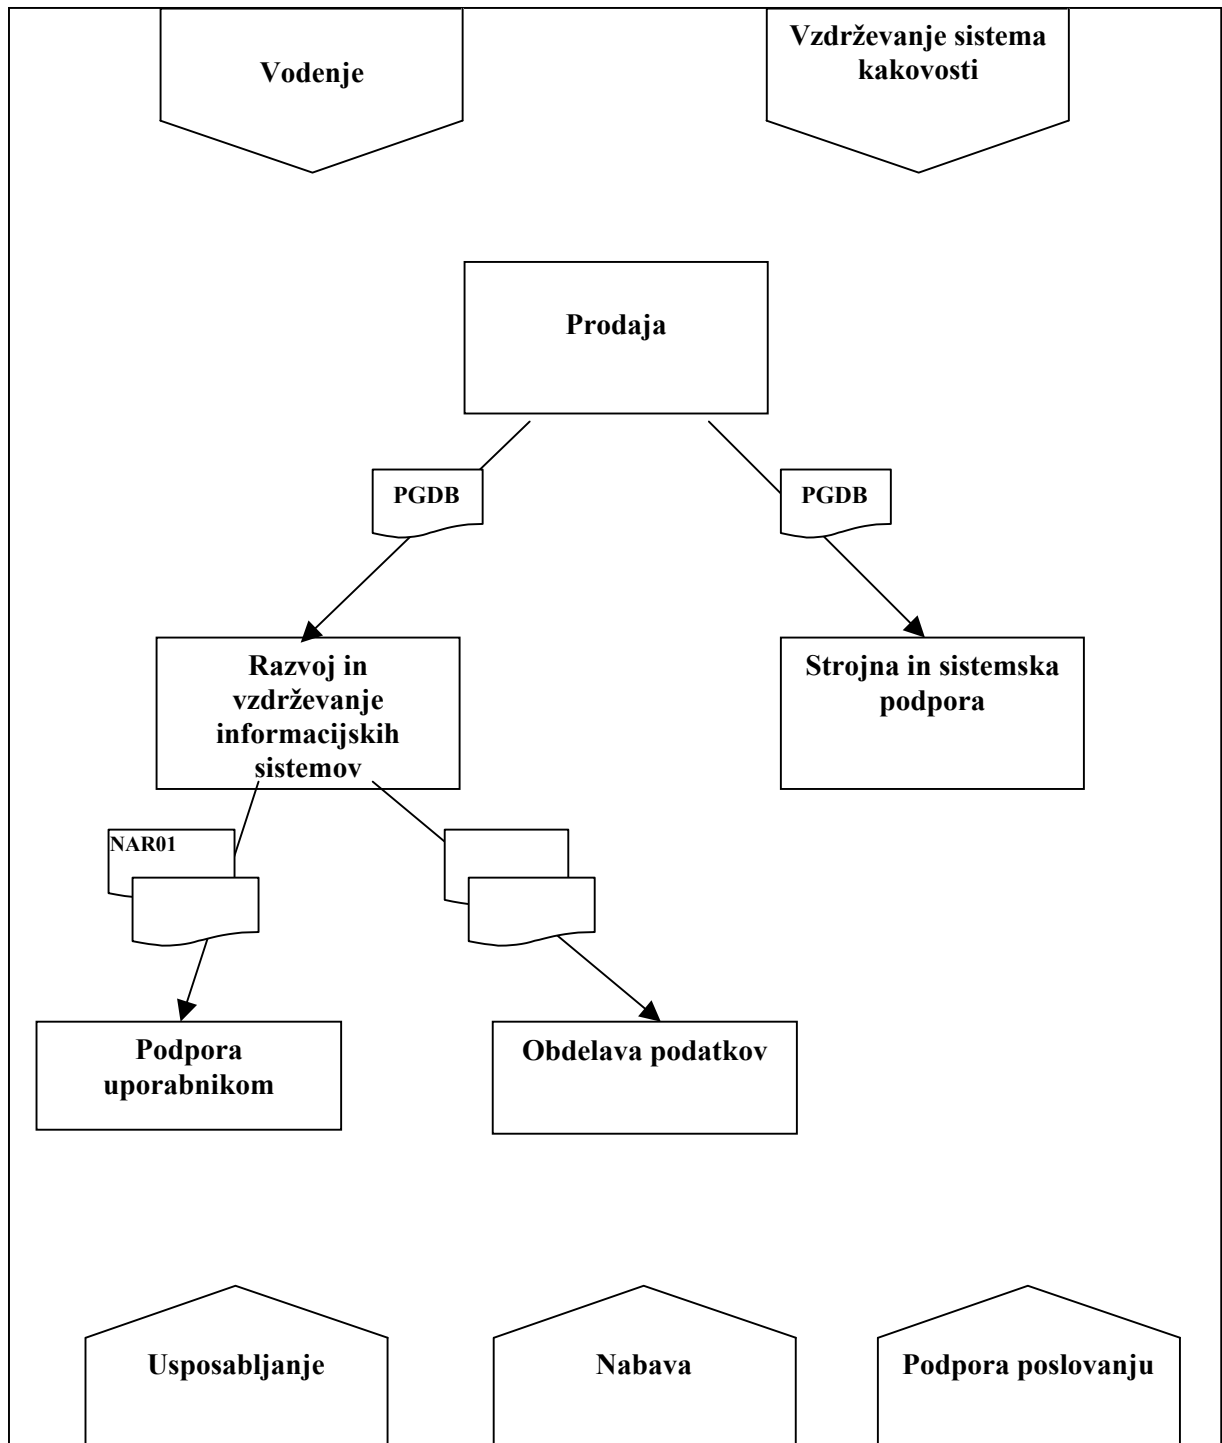 Vodenje
Vzdrževanje sistema
kakovosti
Prodaja
PGDB
PGDB
Razvoj in
vzdrževanje
informacijskih
sistemov
Strojna in sistemska
podpora
NAR01
Podpora
uporabnikom
Obdelava podatkov
Usposabljanje
Nabava
Podpora poslovanju